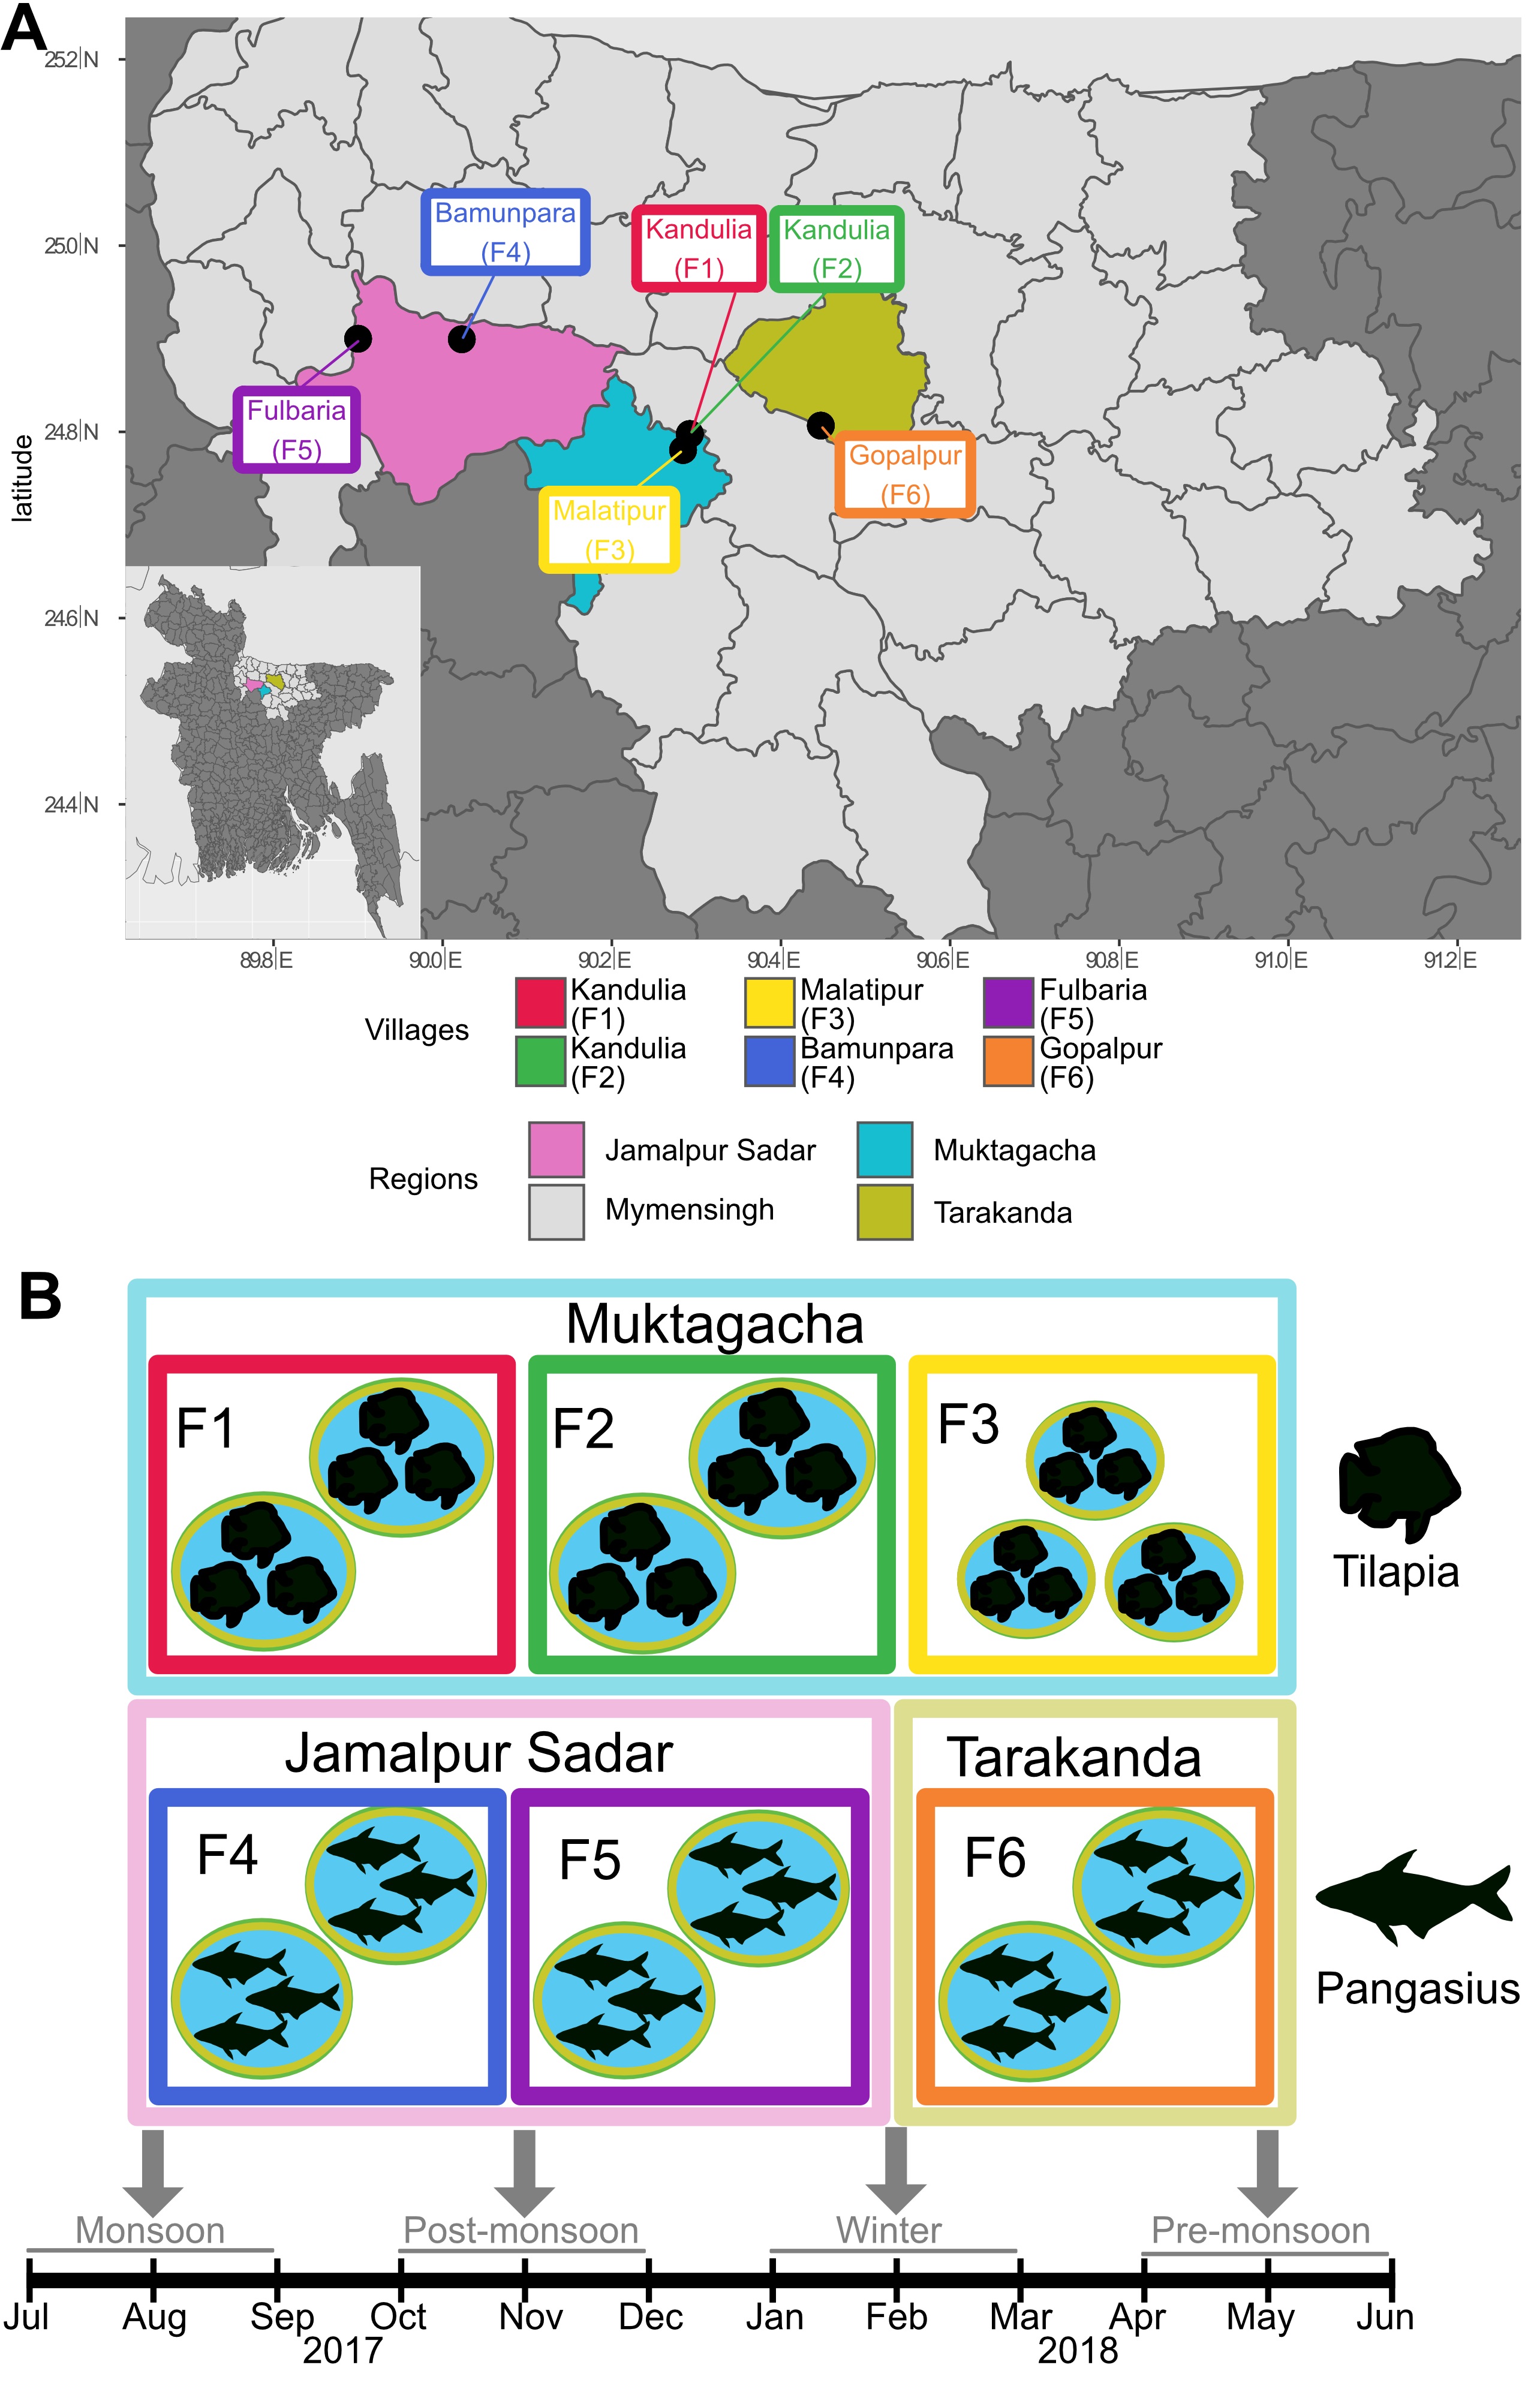 A
25.2|N
25.0|N
24.8|N
24.6|N
24.4|N
latitude
Bamunpara
(F4)
Kandulia
(F1)
Kandulia
(F2)
Fulbaria
(F5)
Malatipur
(F3)
Gopalpur
(F6)
89.8|E 90.0|E 90.2|E 90.4|E 90.6|E 90.8|E 91.0|E 91.2|E
Villages
Kandulia
(F1)
Malatipur
(F3)
Fulbaria
(F5)
Kandulia
(F2)
Bamunpara
(F4)
Gopalpur
(F6)
Regions
Jamalpur Sadar
Muktagacha
Mymensingh
Tarakanda
B
Muktagacha
F1 F2 F3
Tilapia
Jamalpur Sadar
Tarakanda
F4 F5 F6
Pangasius
Monsoon Post-monsoon Winter Pre-monsoon
Jul Aug Sep Oct Nov Dec Jan Feb Mar Apr May Jun
2017 2018